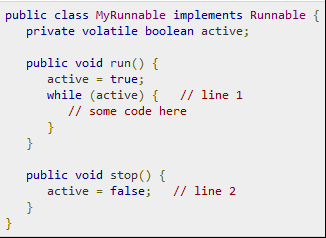 public class MyRunnable implements Runnable {
private volatile boolean active;
public void run() {
active = true;
while (active) { // line 1
// some code here
}
}
public void stop() {
active = false; // line 2
}
}